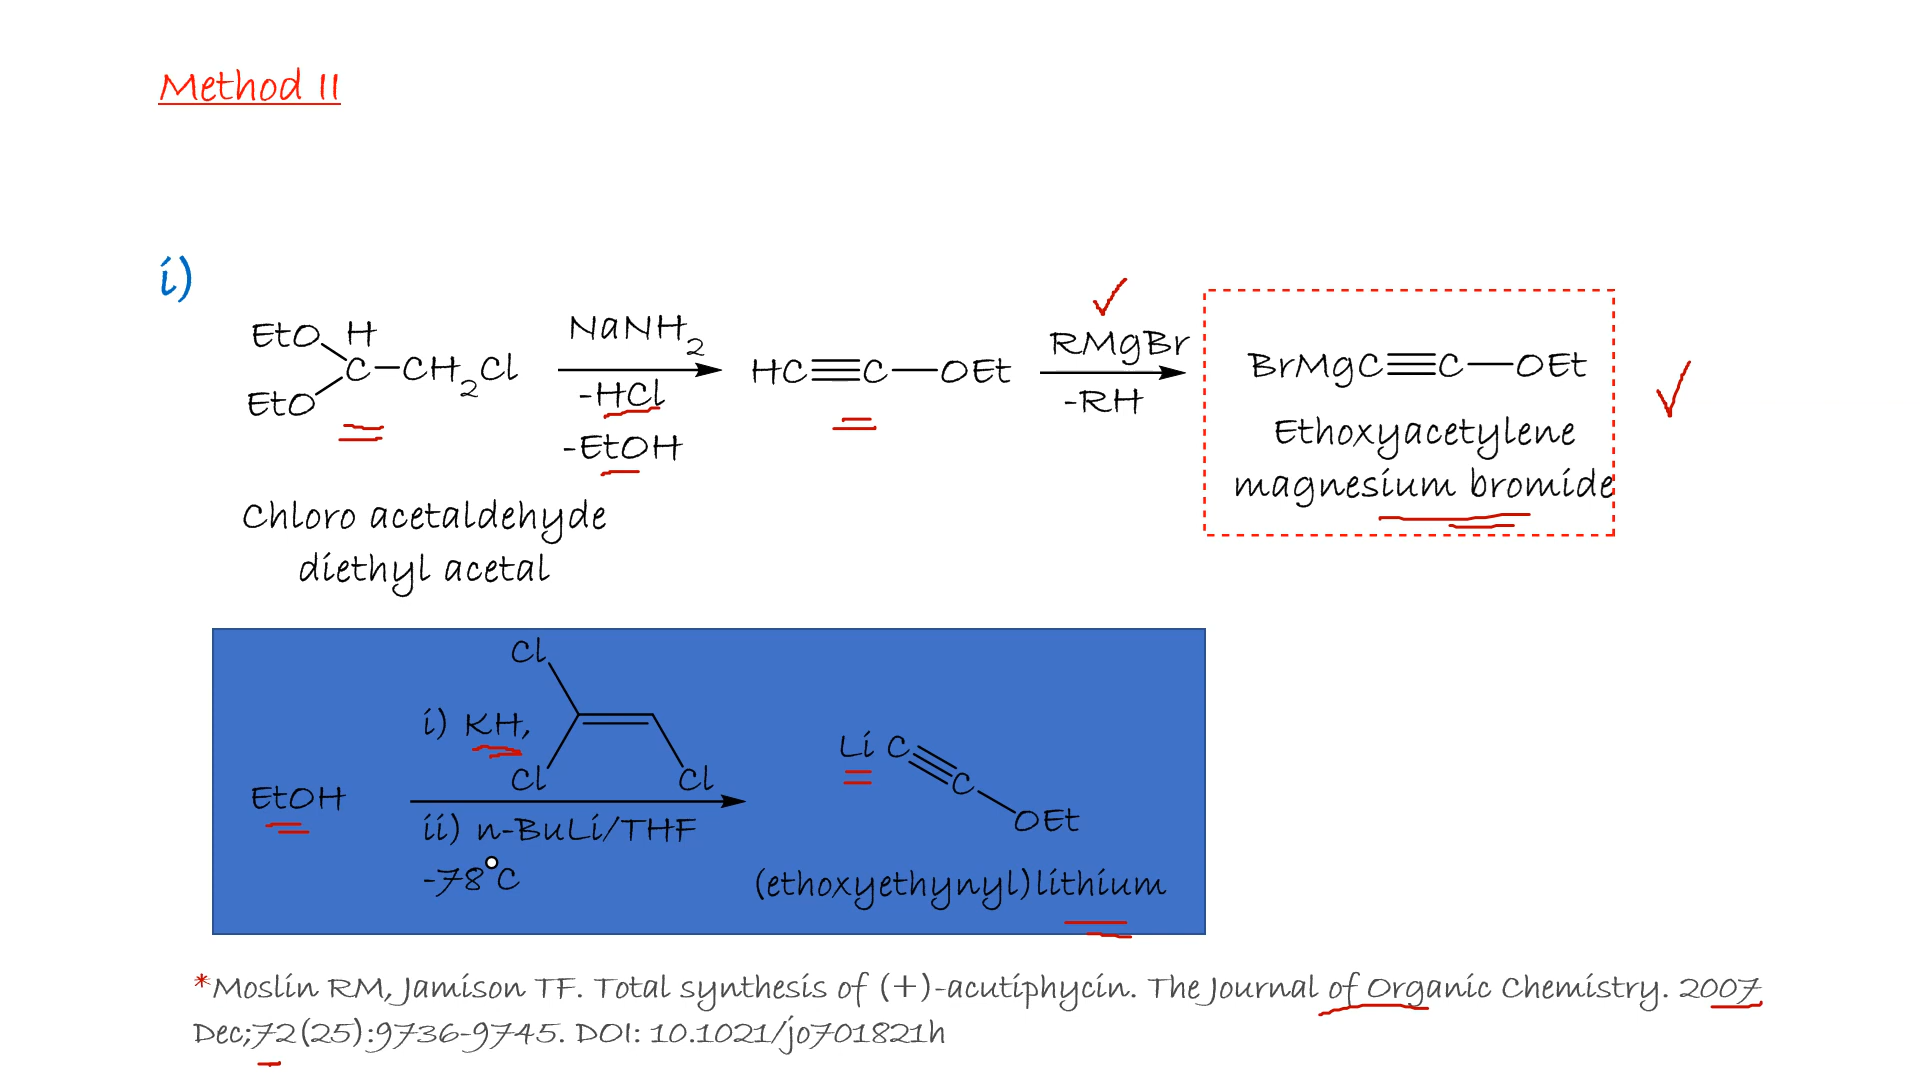 Method II
i)
EtO H
C-CH2Cl
EtO
NaNH2
-HCl
-EtOH
HC≡C—OEt
RMgBr
-RH
BrMgC≡C—OEt
Ethoxyacetylene
magnesium bromide
Chloro acetaldehyde
diethyl acetal
EtOH
Cl
i) KH,
Cl
Cl
ii) n-BuLi/THF
-78°C
Li C≡C
OEt
(ethoxyethynyl)lithium
*Moslin RM, Jamison TF. Total synthesis of (+)-acutiphycin. The Journal of Organic Chemistry. 2007
Dec;72(25):9736-9745. DOI: 10.1021/jo701821h